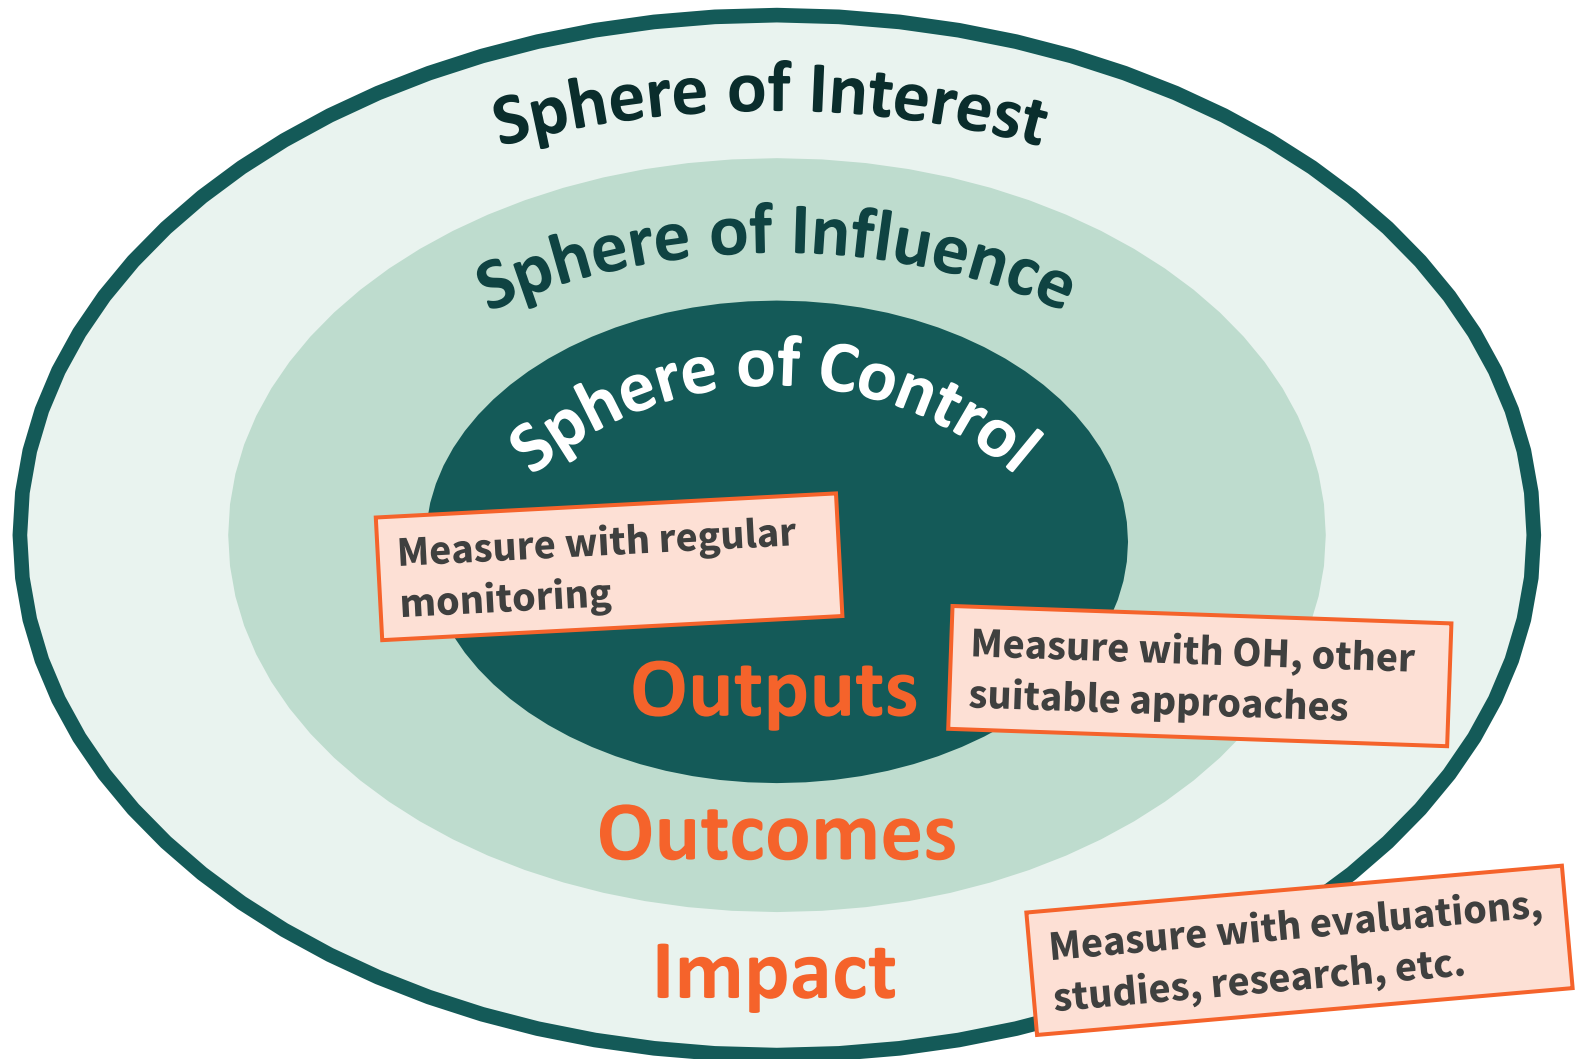 Sphere of Interest
Sphere of Influence
Sphere of Control
Measure with regular
monitoring
Measure with OH, other
suitable approaches
Outputs
Outcomes
Measure with evaluations,
studies, research, etc.
Impact